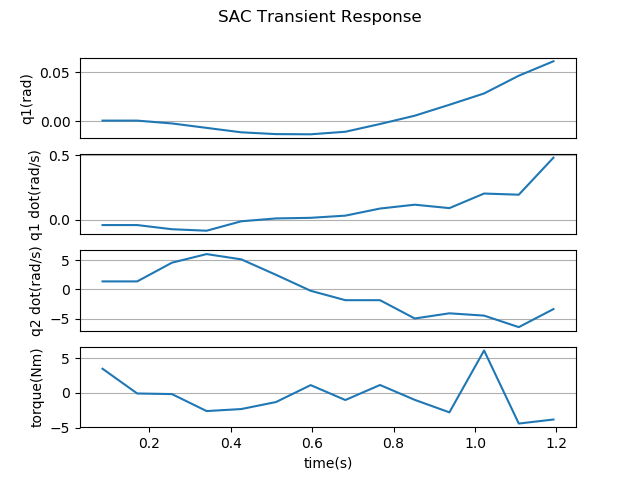 SAC Transient Response
q1(rad)
0.05
0.00
q1 dot(rad/s)
0.5
0.0
q2 dot(rad/s)
5
0
−5
torque(Nm)
5
0
−5
0.2 0.4 0.6 0.8 1.0 1.2
time(s)